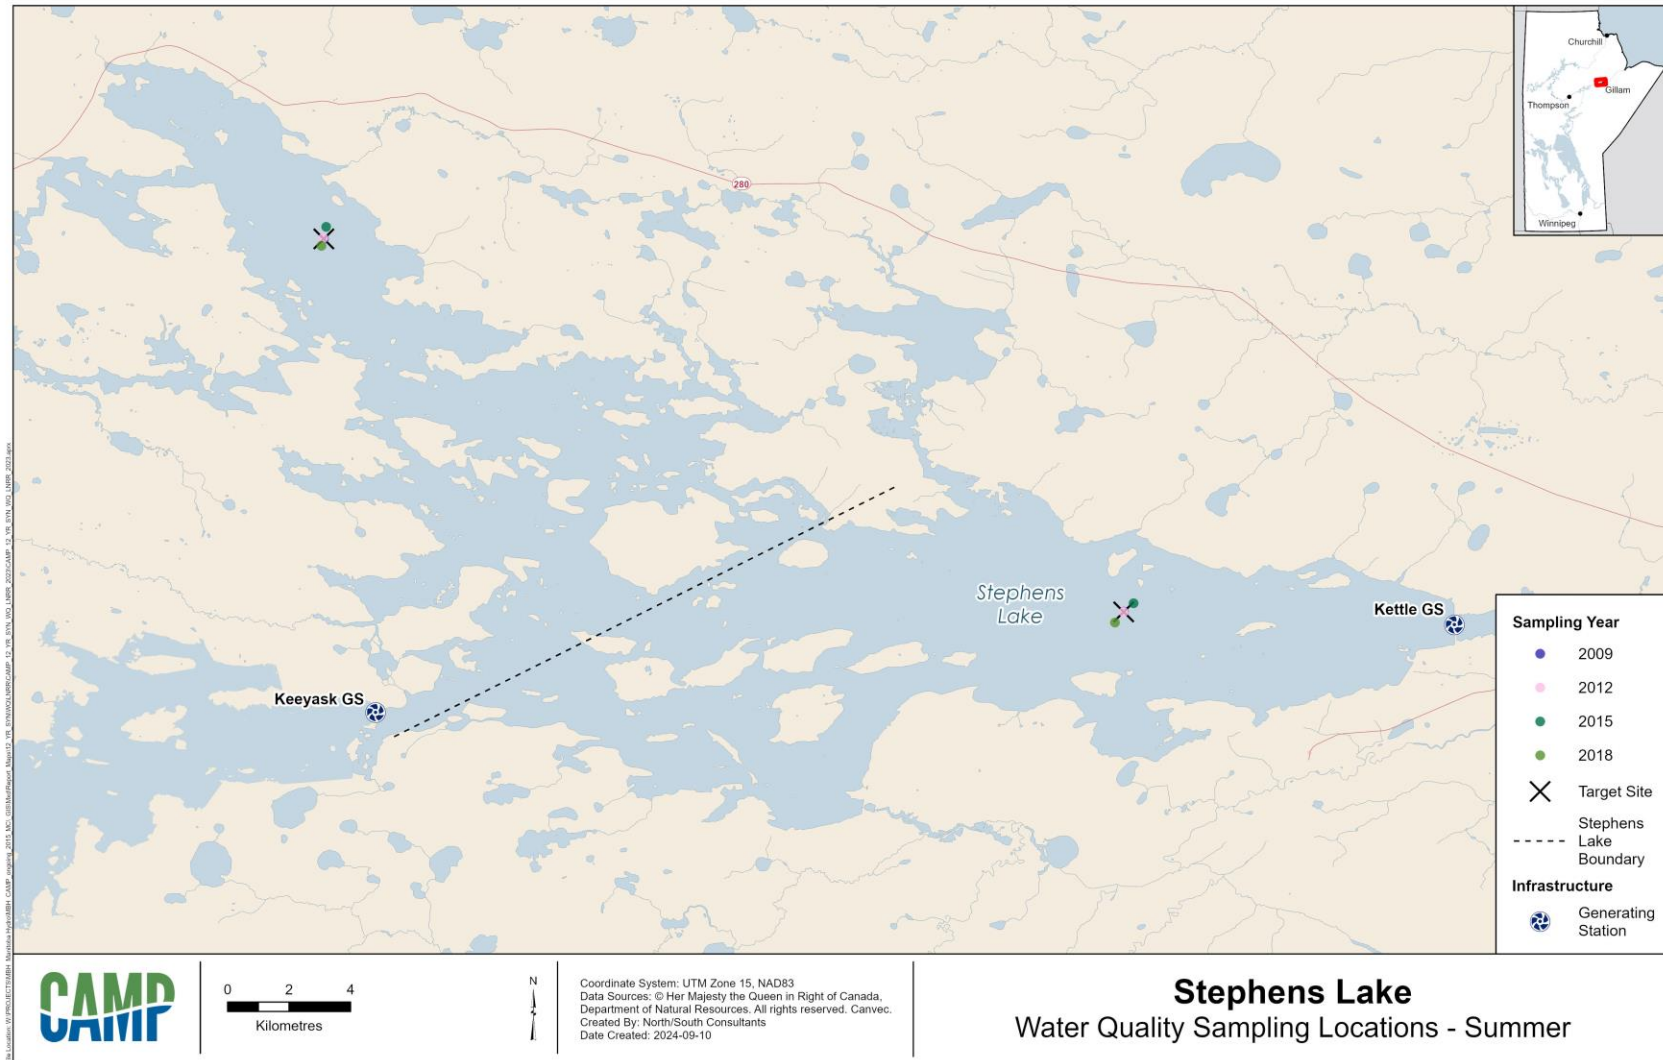 Churchill
Gillam
Thompson
Winnipeg
280
Stephens
Lake
Kettle GS
Keeyask GS
Sampling Year
2009
2012
2015
2018
Target Site
Stephens
Lake
Boundary
Infrastructure
Generating
Station
CAMP
0 2 4
Kilometres
N
Coordinate System: UTM Zone 15, NAD83
Data Sources: © Her Majesty the Queen in Right of Canada,
Department of Natural Resources. All rights reserved. Canvec.
Created By: North/South Consultants
Date Created: 2024-09-10
Stephens Lake
Water Quality Sampling Locations - Summer